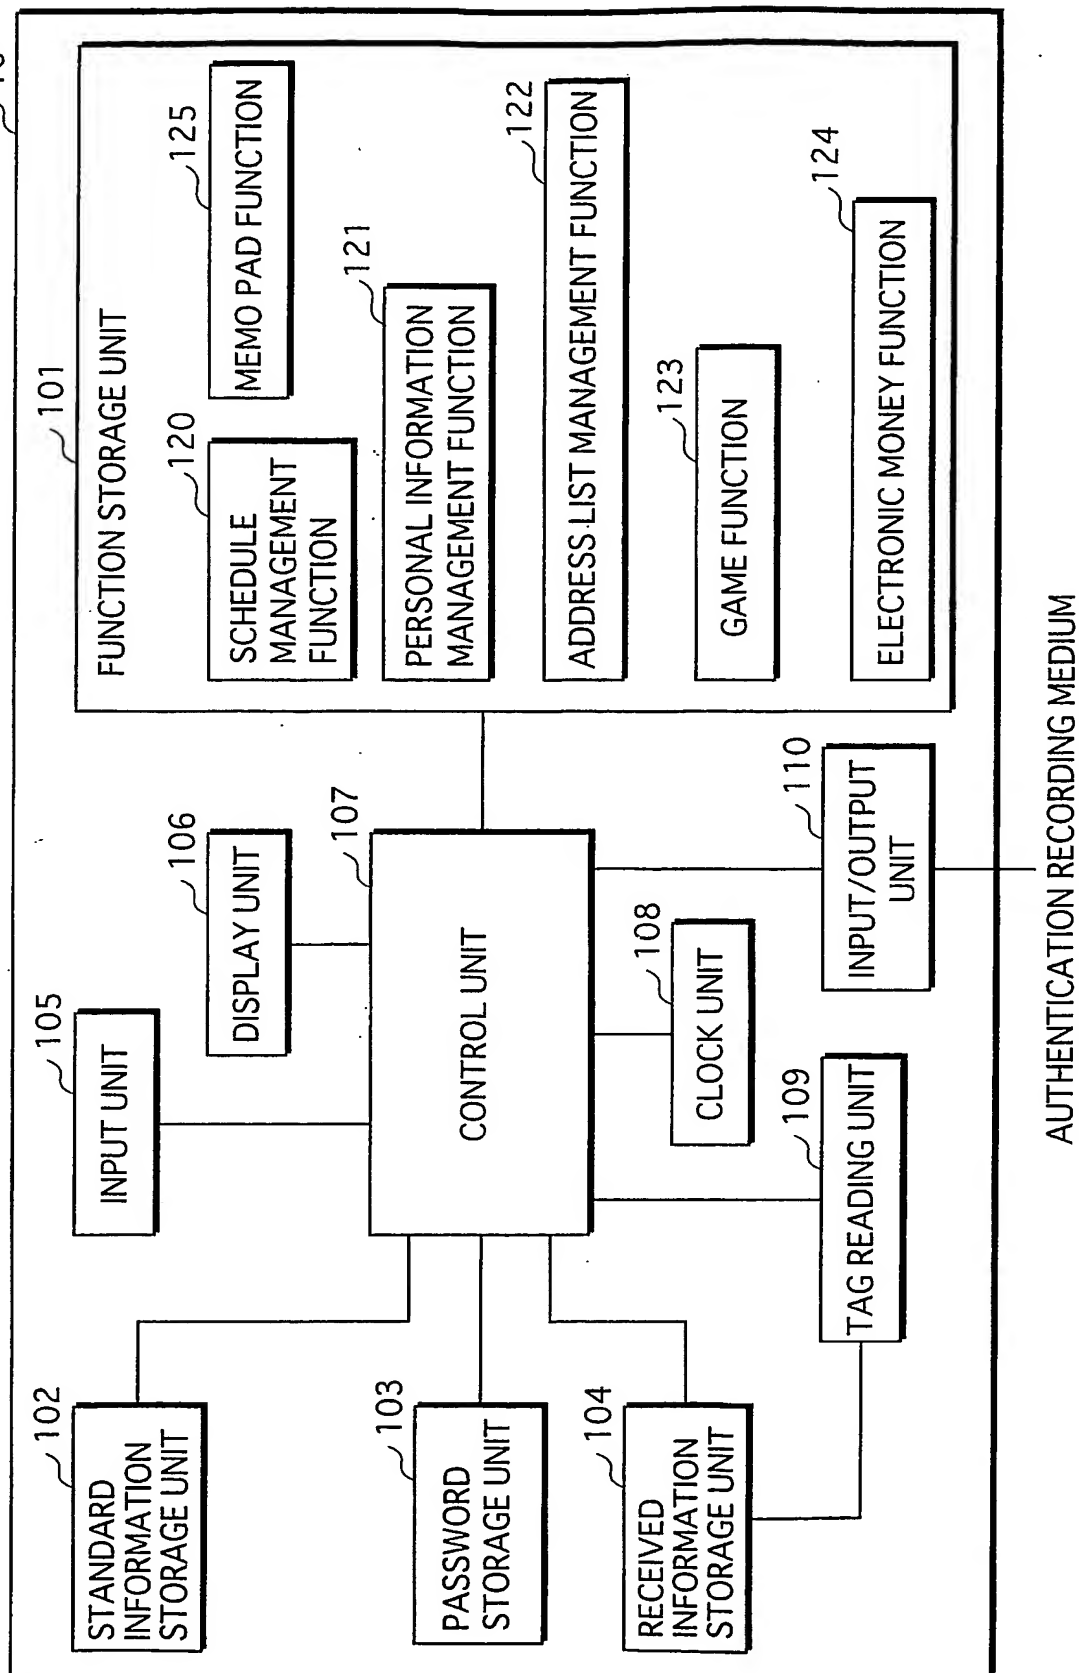 101
FUNCTION STORAGE UNIT
120
SCHEDULE
MANAGEMENT
FUNCTION
125
MEMO PAD FUNCTION
121
PERSONAL INFORMATION
MANAGEMENT FUNCTION
122
ADDRESS-LIST MANAGEMENT FUNCTION
123
GAME FUNCTION
124
ELECTRONIC MONEY FUNCTION
105
INPUT UNIT
106
DISPLAY UNIT
107
CONTROL UNIT
108
CLOCK UNIT
109
TAG READING UNIT
110
INPUT/OUTPUT
UNIT
102
STANDARD
INFORMATION
STORAGE UNIT
103
PASSWORD
STORAGE UNIT
104
RECEIVED
INFORMATION
STORAGE UNIT
AUTHENTICATION RECORDING MEDIUM